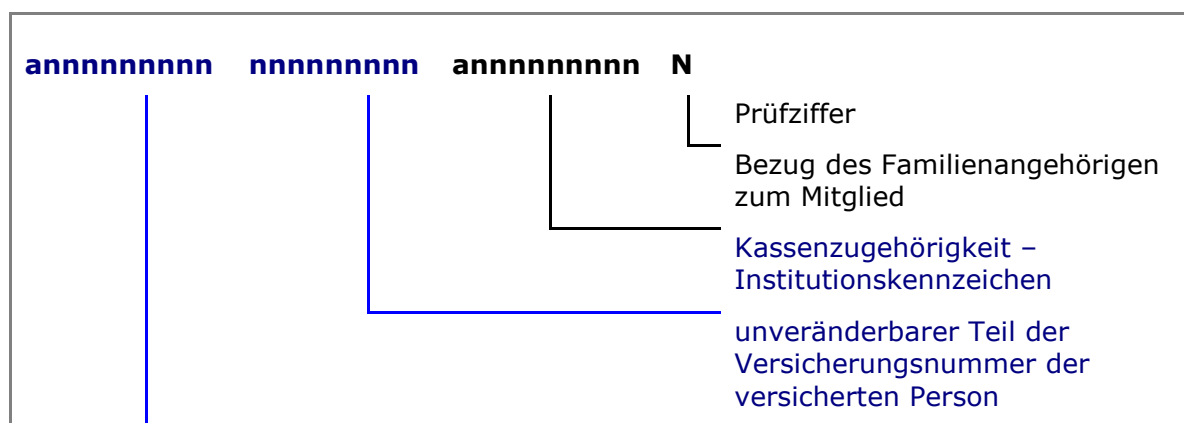 annnnnnnnn nnnnnnnnn annnnnnnnn N
Prüfziffer
Bezug des Familienangehörigen
zum Mitglied
Kassenzugehörigkeit –
Institutionskennzeichen
unveränderbarer Teil der
Versicherungsnummer der
versicherten Person